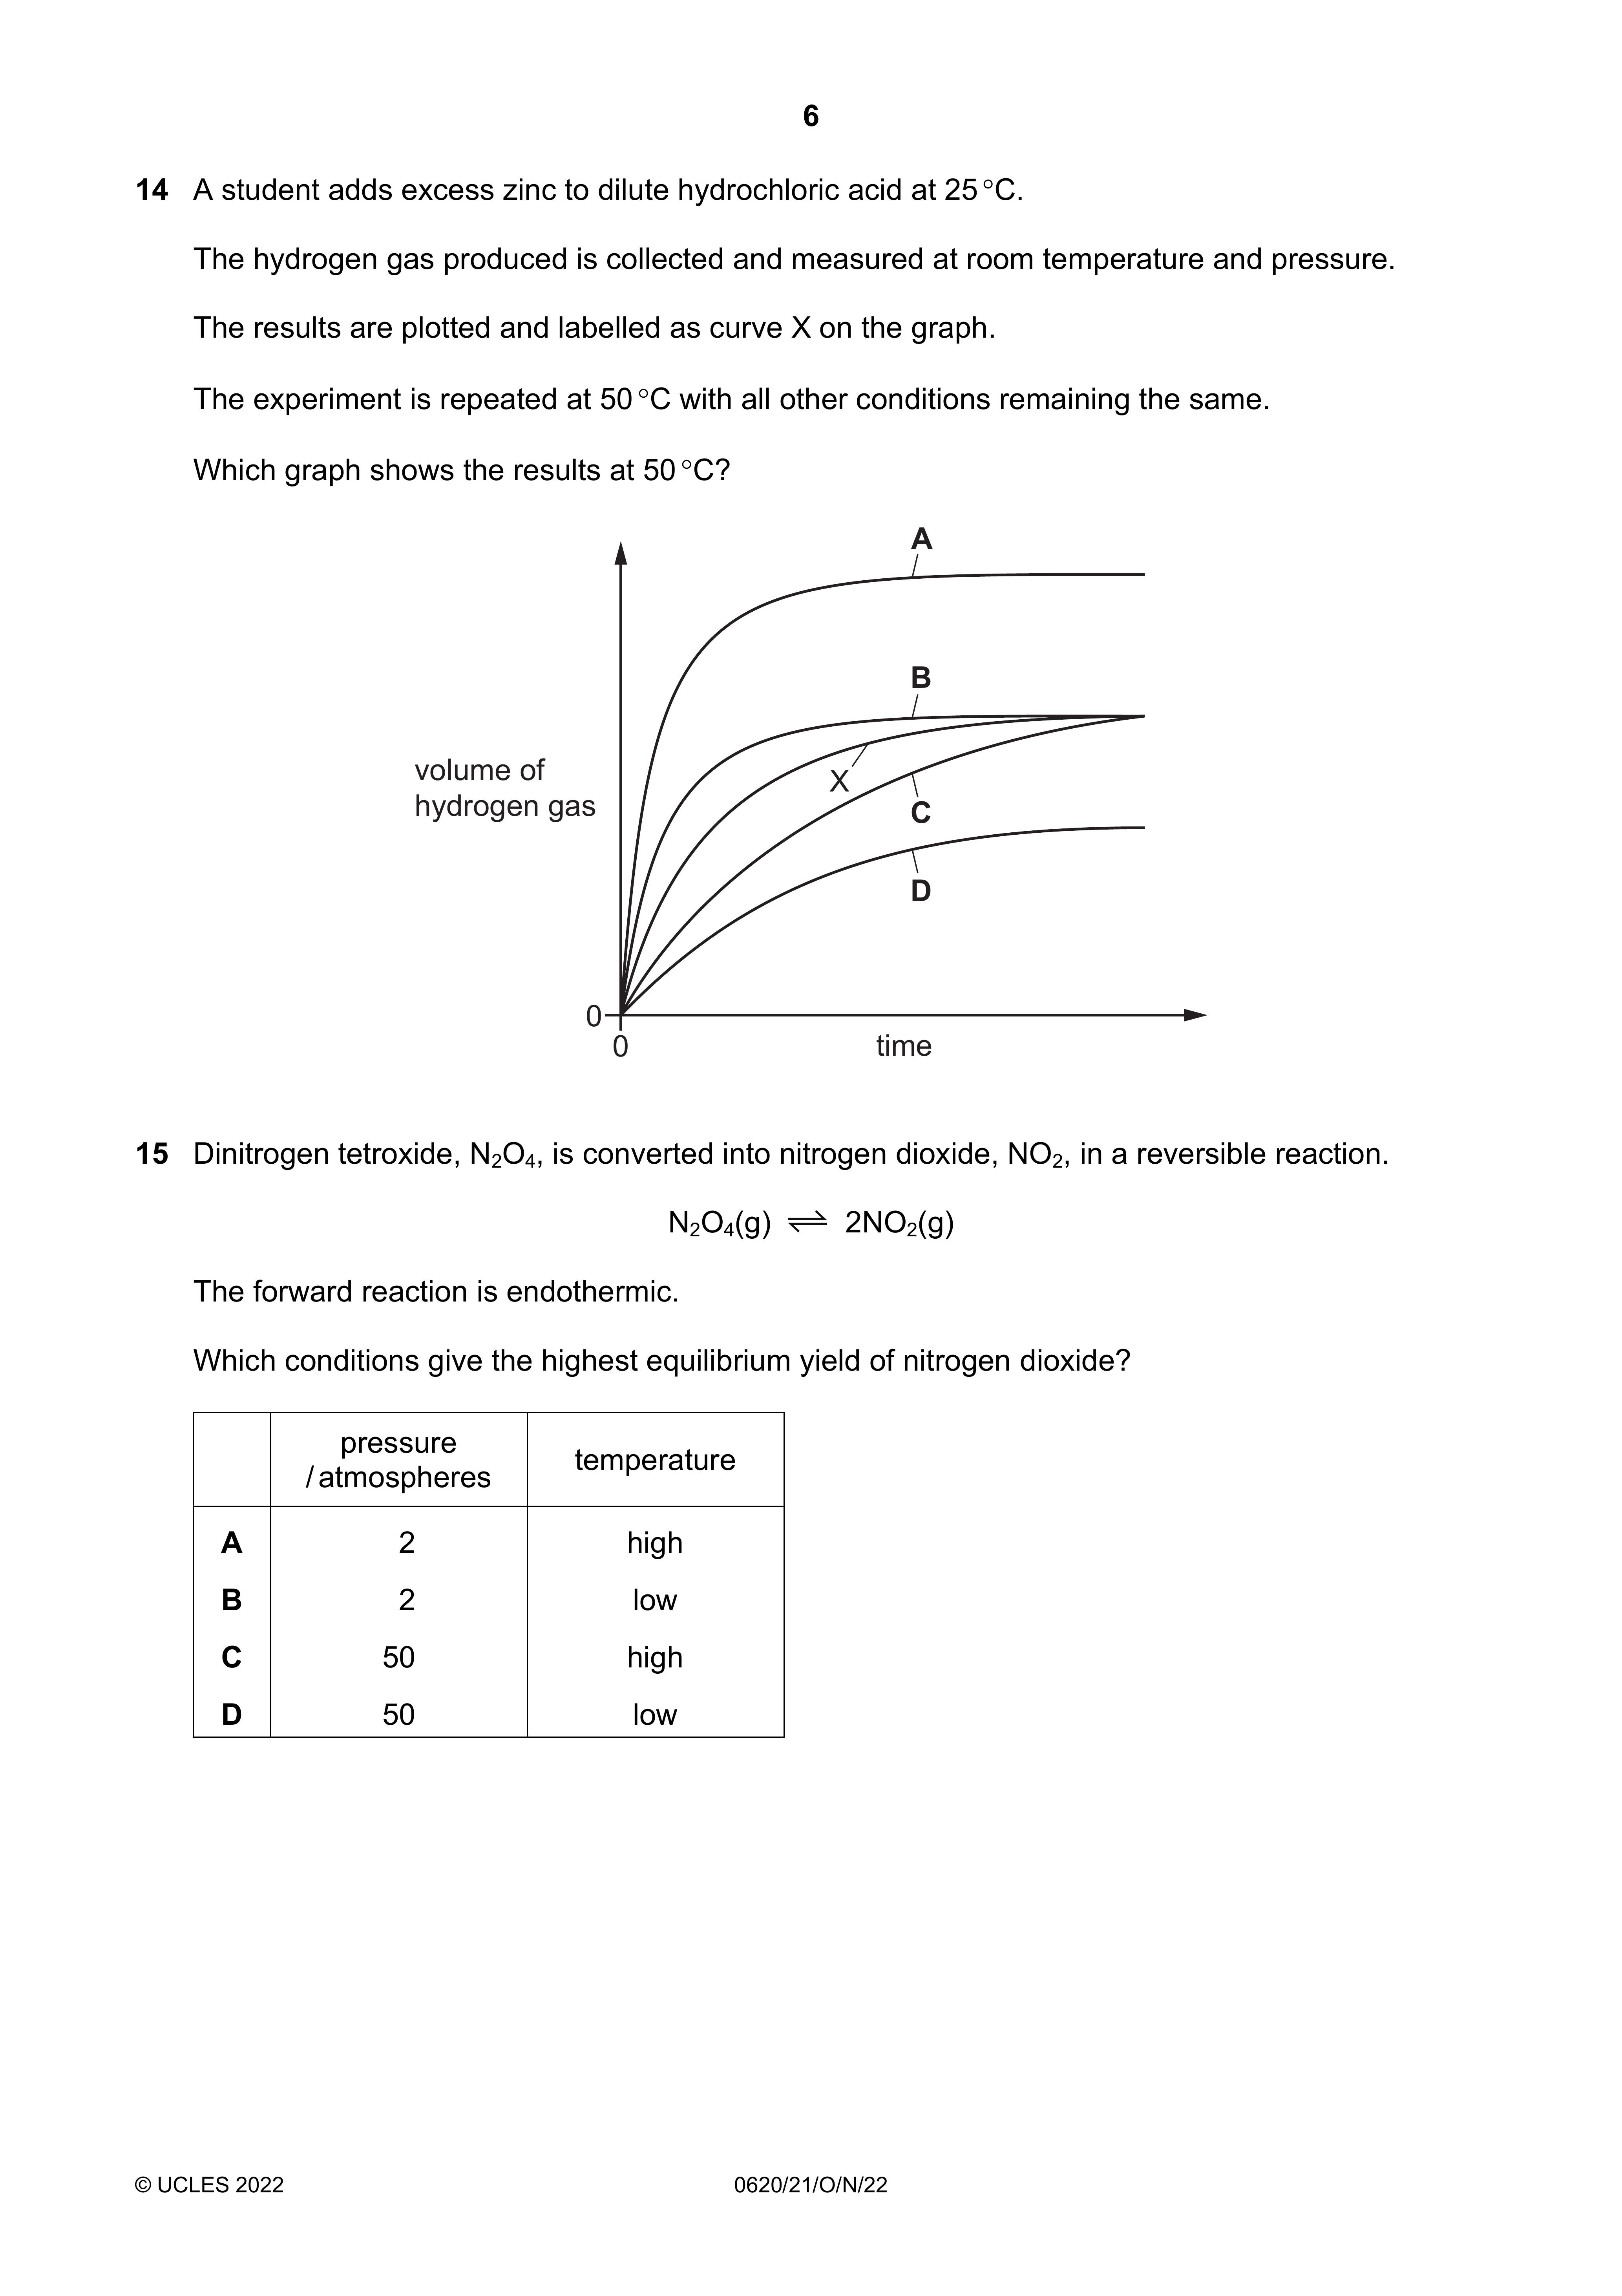 6
14 A student adds excess zinc to dilute hydrochloric acid at 25 °C.
The hydrogen gas produced is collected and measured at room temperature and pressure.
The results are plotted and labelled as curve X on the graph.
The experiment is repeated at 50 °C with all other conditions remaining the same.
Which graph shows the results at 50 °C?
A
B
volume of
hydrogen gas
X
C
D
0
0
time
15 Dinitrogen tetroxide, N₂O₄, is converted into nitrogen dioxide, NO₂, in a reversible reaction.
N₂O₄(g) ⇌ 2NO₂(g)
The forward reaction is endothermic.
Which conditions give the highest equilibrium yield of nitrogen dioxide?
pressure
/ atmospheres
temperature
A 2 high
B 2 low
C 50 high
D 50 low
© UCLES 2022
0620/21/O/N/22